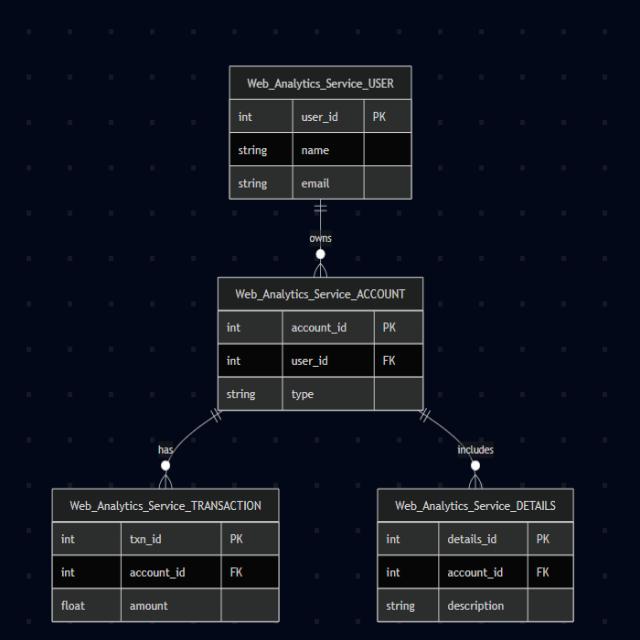 Web_Analytics_Service_USER
int user_id PK
string name
string email
owns
Web_Analytics_Service_ACCOUNT
int account_id PK
int user_id FK
string type
has
includes
Web_Analytics_Service_TRANSACTION
int txn_id PK
int account_id FK
float amount
Web_Analytics_Service_DETAILS
int details_id PK
int account_id FK
string description